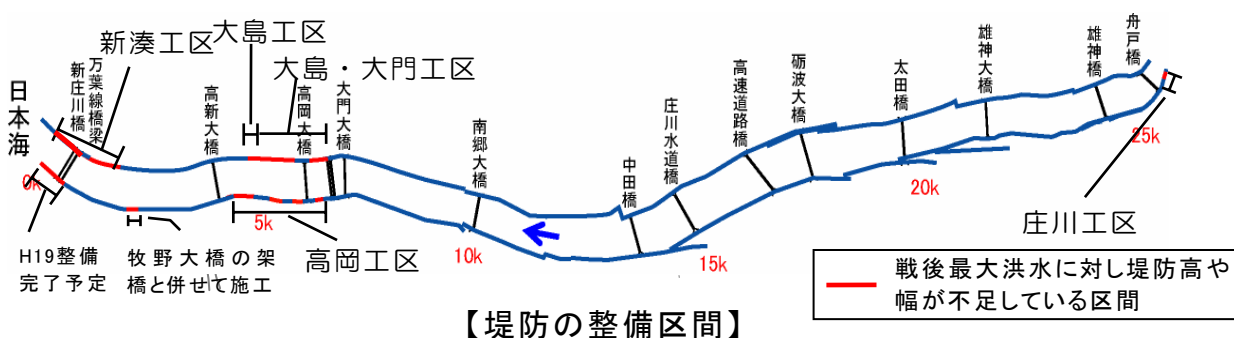 新湊工区
大島工区
大島・大門工区
日本海
新庄川橋
万葉線橋梁
高新大橋
高岡大橋
大門大橋
南郷大橋
中田橋
庄川水道橋
高速道路橋
砺波大橋
太田橋
雄神大橋
雄神橋
舟戸橋
0k
5k
10k
15k
20k
25k
H19整備
完了予定
牧野大橋の架
橋と併せて施工
高岡工区
庄川工区
戦後最大洪水に対し堤防高や
幅が不足している区間
【堤防の整備区間】